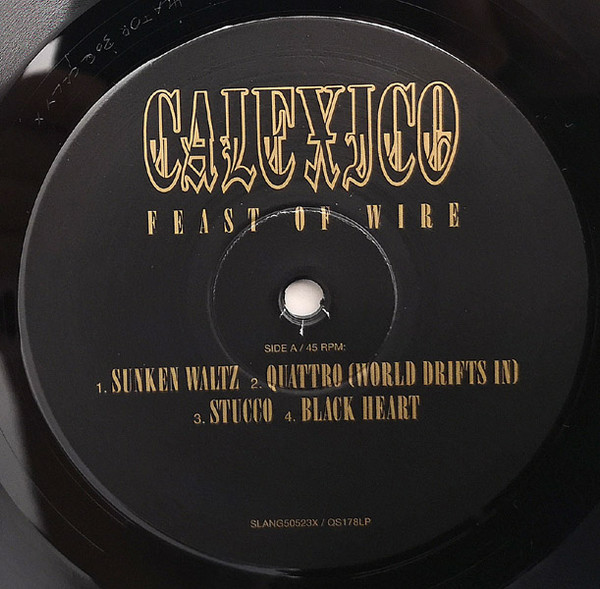 CALEXICO
FEAST OF WIRE
SIDE A / 45 RPM:
1. SUNKEN WALTZ 2. QUATTRO (WORLD DRIFTS IN)
3. STUCCO 4. BLACK HEART
SLANG50523X / QS178LP